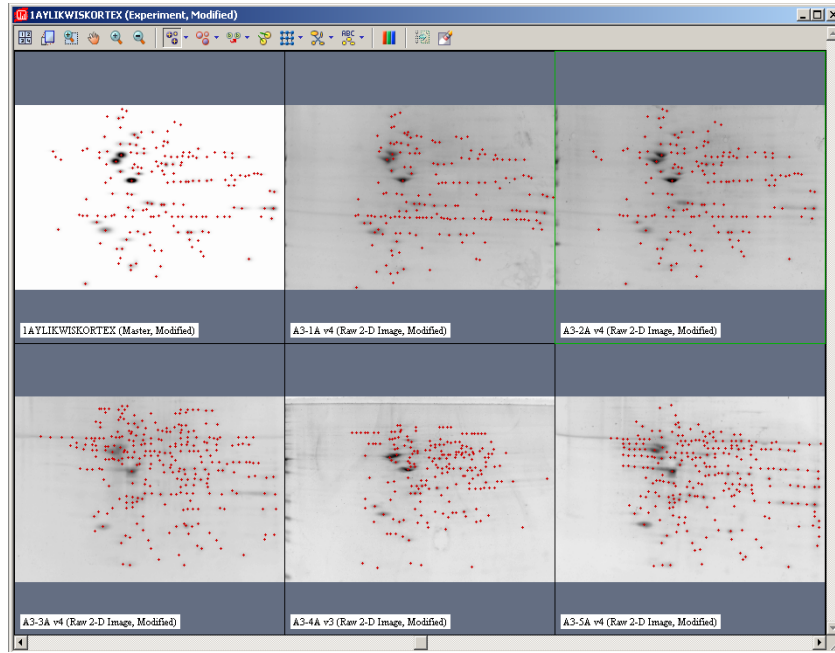 1AYLIKWISKORTEX (Experiment, Modified)
ABC
1AYLIKWISKORTEX (Master, Modified)
A3-1A v4 (Raw 2-D Image, Modified)
A3-2A v4 (Raw 2-D Image, Modified)
A3-3A v4 (Raw 2-D Image, Modified)
A3-4A v3 (Raw 2-D Image, Modified)
A3-5A v4 (Raw 2-D Image, Modified)